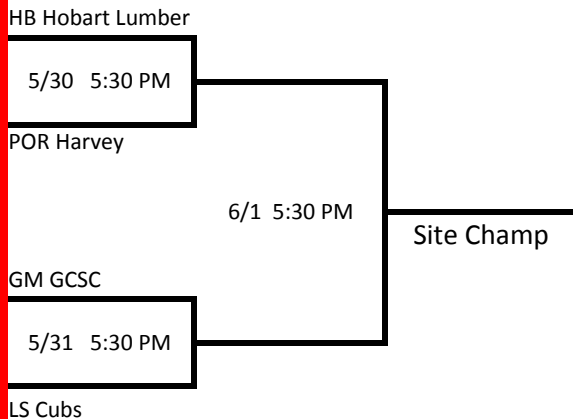 HB Hobart Lumber
5/30 5:30 PM
POR Harvey
6/1 5:30 PM
Site Champ
GM GCSC
5/31 5:30 PM
LS Cubs